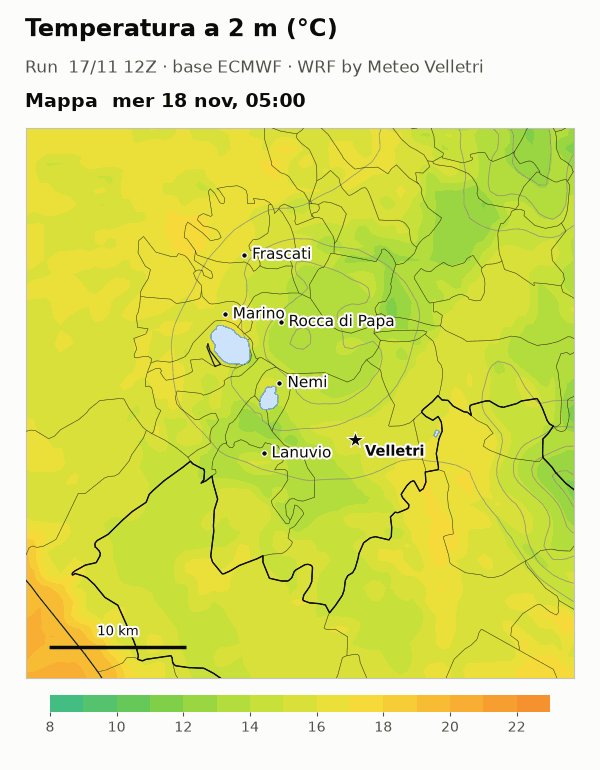 Temperatura a 2 m (°C)
Run  17/11 12Z · base ECMWF · WRF by Meteo Velletri
Mappa  mer 18 nov, 05:00
Frascati
Marino
Rocca di Papa
Nemi
Velletri
Lanuvio
10 km
8 10 12 14 16 18 20 22